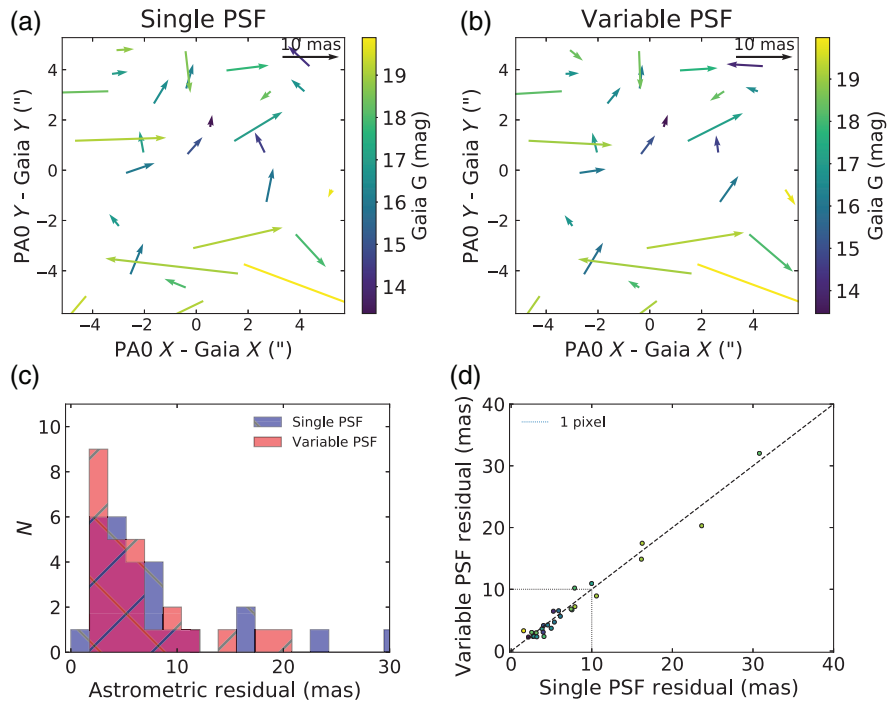 (a) Single PSF
10 mas
4
2
0
−2
−4
PA0 Y - Gaia Y (")
−4 −2 0 2 4
PA0 X - Gaia X (")
19
18
17
16
15
14
Gaia G (mag)
(b) Variable PSF
10 mas
4
2
0
−2
−4
PA0 Y - Gaia Y (")
−4 −2 0 2 4
PA0 X - Gaia X (")
19
18
17
16
15
14
Gaia G (mag)
(c)
Single PSF
Variable PSF
10
8
6
4
2
0
N
0 10 20 30
Astrometric residual (mas)
(d)
1 pixel
40
30
20
10
0
Variable PSF residual (mas)
0 10 20 30 40
Single PSF residual (mas)